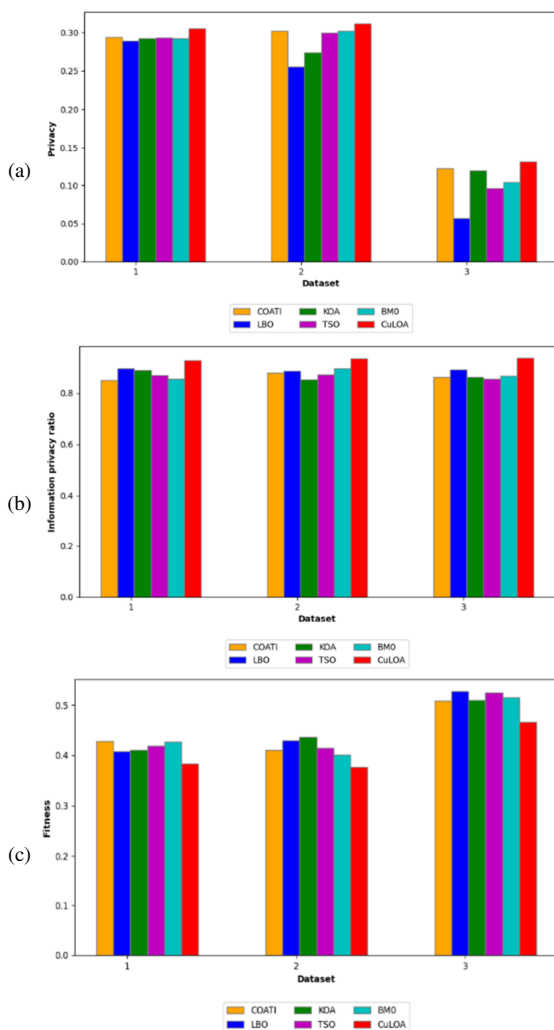 (a)
Privacy
0.30
0.25
0.20
0.15
0.10
0.05
0.00
1 2 3
Dataset
COATI KOA BM0
LBO TSO CuLOA
(b)
Information privacy ratio
0.8
0.6
0.4
0.2
0.0
1 2 3
Dataset
COATI KOA BM0
LBO TSO CuLOA
(c)
Fitness
0.5
0.4
0.3
0.2
0.1
0.0
1 2 3
Dataset
COATI KOA BM0
LBO TSO CuLOA